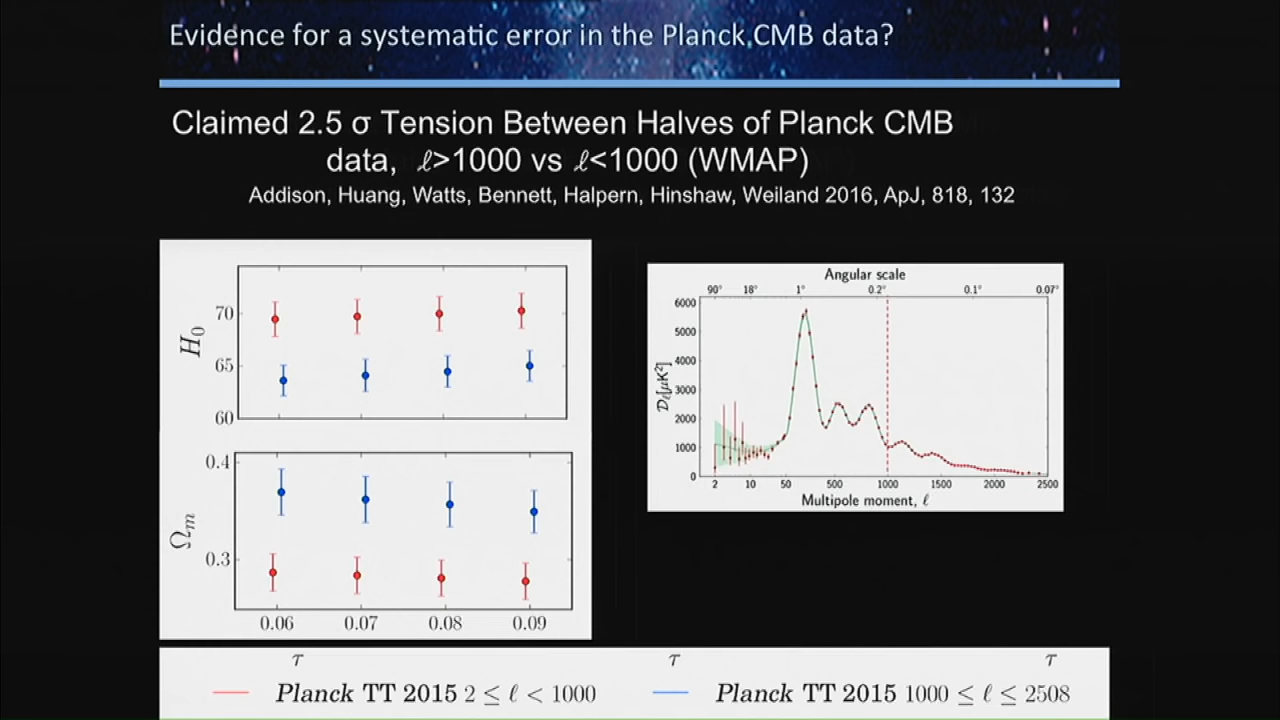 Evidence for a systematic error in the Planck CMB data?
Claimed 2.5 σ Tension Between Halves of Planck CMB
data, ℓ>1000 vs ℓ<1000 (WMAP)
Addison, Huang, Watts, Bennett, Halpern, Hinshaw, Weiland 2016, ApJ, 818, 132
70
65
60
H₀
0.4
0.3
Ωₘ
0.06 0.07 0.08 0.09
Angular scale
90° 18° 1° 0.2° 0.1° 0.07°
6000
5000
4000
3000
2000
1000
0
𝒟ℓ[μK²]
2 10 50 500 1000 1500 2000 2500
Multipole moment, ℓ
τ τ τ
Planck TT 2015 2 ≤ ℓ < 1000 Planck TT 2015 1000 ≤ ℓ ≤ 2508